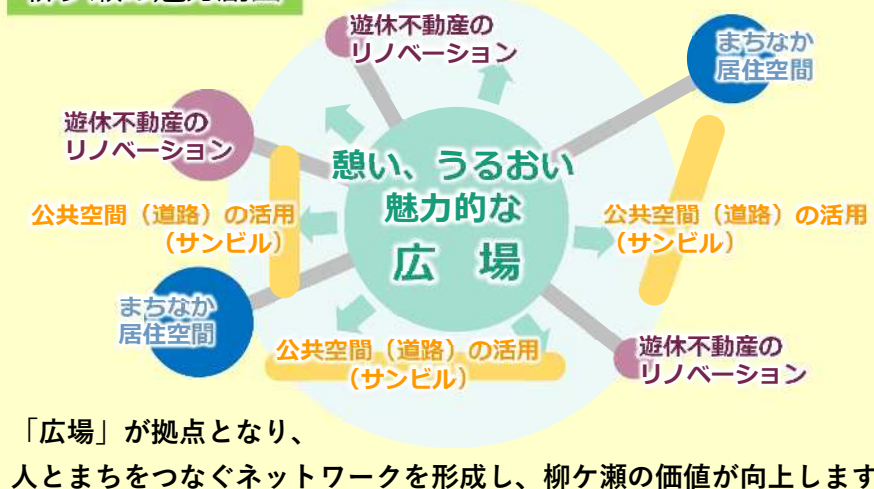 遊休不動産の
リノベーション
まちなか
居住空間
遊休不動産の
リノベーション
憩い、うるおい
魅力的な
広 場
公共空間（道路）の活用
（サンビル）
公共空間（道路）の活用
（サンビル）
まちなか
居住空間
公共空間（道路）の活用
（サンビル）
遊休不動産の
リノベーション
「広場」が拠点となり、
人とまちをつなぐネットワークを形成し、柳ケ瀬の価値が向上します